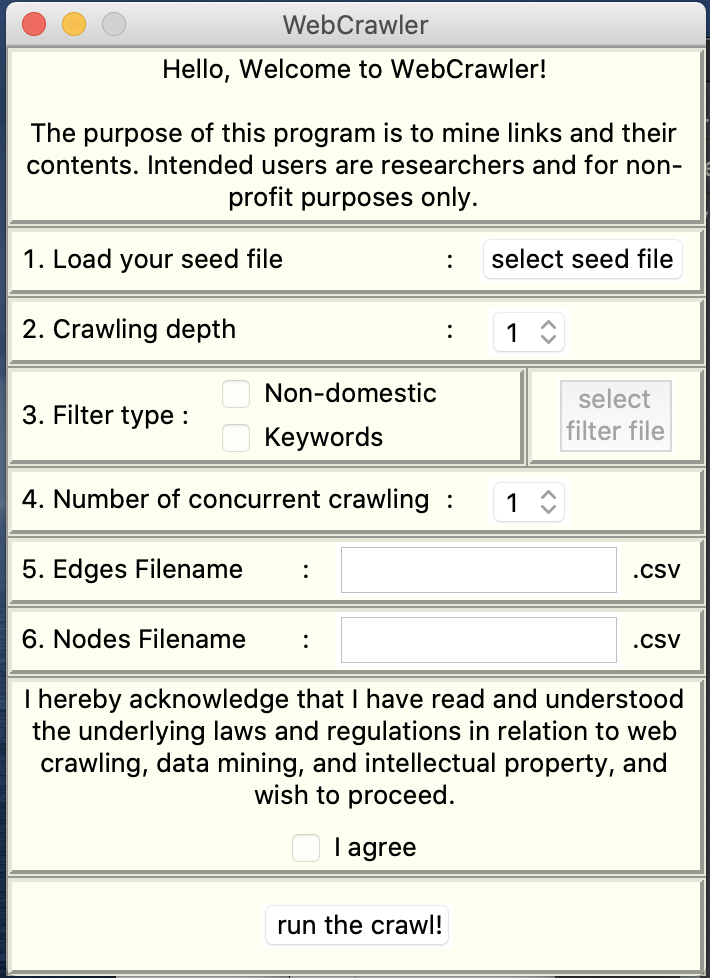 WebCrawler
Hello, Welcome to WebCrawler!
The purpose of this program is to mine links and their
contents. Intended users are researchers and for non-
profit purposes only.
1. Load your seed file : select seed file
2. Crawling depth : 1
3. Filter type :
Non-domestic
Keywords
select
filter file
4. Number of concurrent crawling : 1
5. Edges Filename : .csv
6. Nodes Filename : .csv
I hereby acknowledge that I have read and understood
the underlying laws and regulations in relation to web
crawling, data mining, and intellectual property, and
wish to proceed.
I agree
run the crawl!